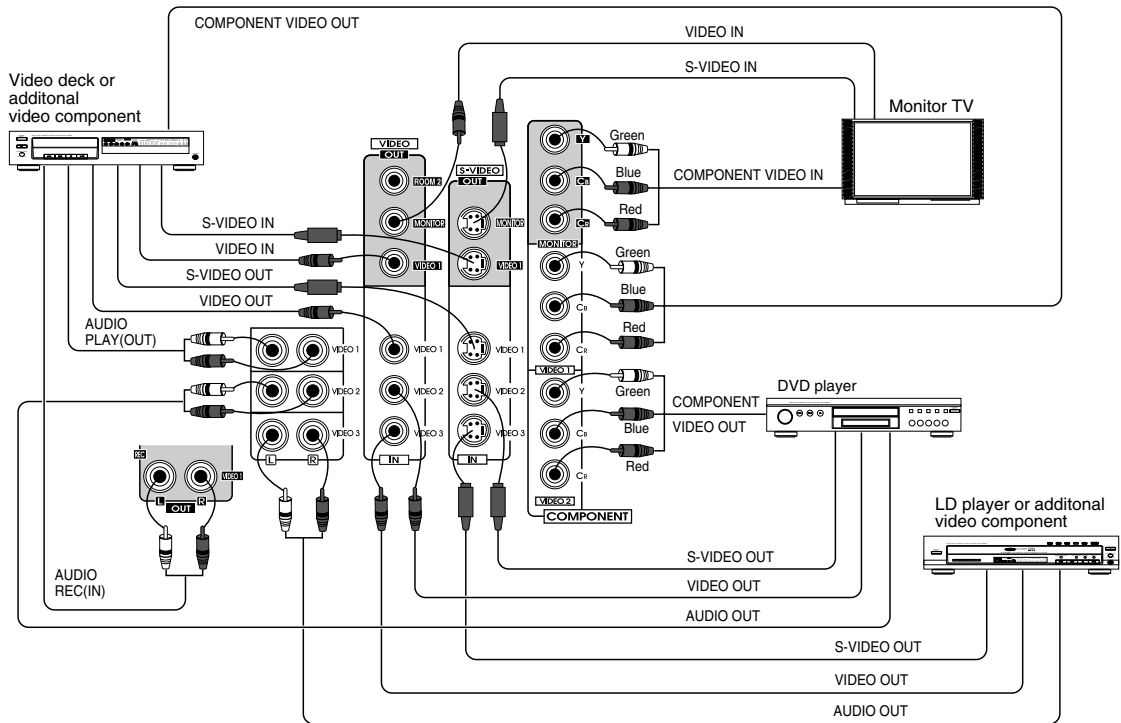 COMPONENT VIDEO OUT
VIDEO IN
S-VIDEO IN
Video deck or
additonal
video component
Monitor TV
VIDEO
OUT
ROOM 2
MONITOR
VIDEO 1
S-VIDEO
OUT
MONITOR
VIDEO 1
Y
CB
CR
MONITOR
Green
Blue
Red
COMPONENT VIDEO IN
S-VIDEO IN
VIDEO IN
S-VIDEO OUT
VIDEO OUT
AUDIO
PLAY(OUT)
Y
CB
CR
VIDEO 1
Green
Blue
Red
VIDEO 1
VIDEO 2
VIDEO 3
L
R
VIDEO 1
VIDEO 2
VIDEO 3
IN
VIDEO 1
VIDEO 2
VIDEO 3
IN
Y
CB
CR
VIDEO 2
COMPONENT
Green
Blue
Red
COMPONENT
VIDEO OUT
DVD player
REC
VIDEO 1
L
R
OUT
LD player or additonal
video component
AUDIO
REC(IN)
S-VIDEO OUT
VIDEO OUT
AUDIO OUT
S-VIDEO OUT
VIDEO OUT
AUDIO OUT